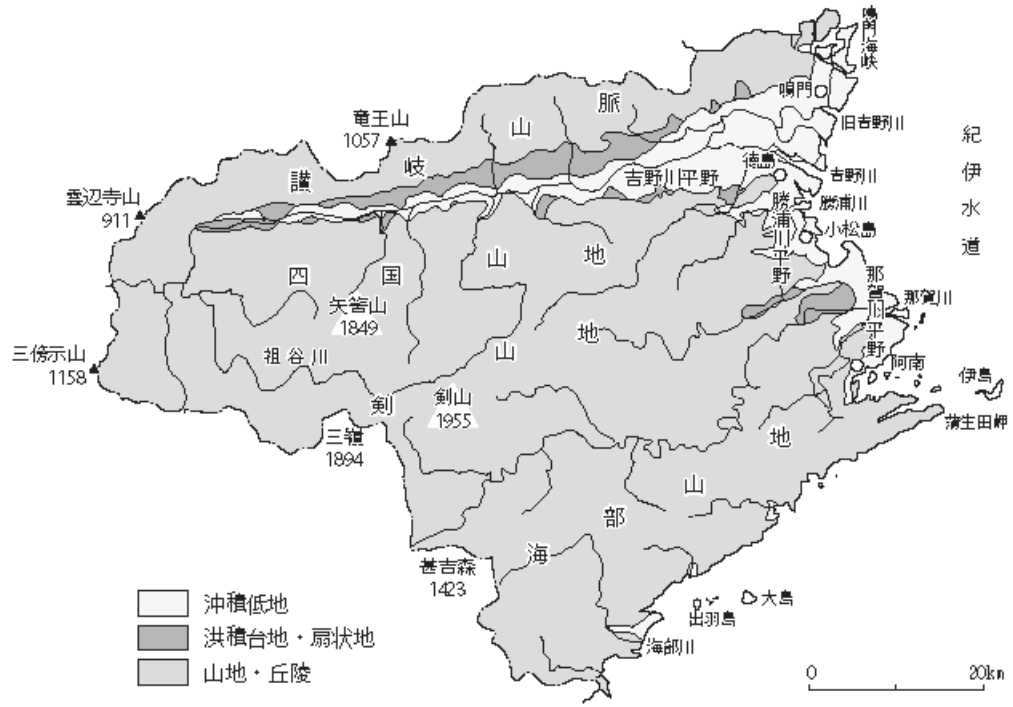 鳴門海峡
鳴門
旧吉野川
紀伊水道
脈
山
岐
讃
竜王山
1057
雲辺寺山
911
吉野川平野
徳島
吉野川
勝浦川
勝浦川平野
小松島
四国
山地
矢筈山
1849
那賀川平野
那賀川
三傍示山
1158
祖谷川
地
山
剣
剣山
1955
阿南
伊島
蒲生田岬
三嶺
1894
地
山
部
海
甚吉森
1423
大島
出羽島
海部川
沖積低地
洪積台地・扇状地
山地・丘陵
0 20km